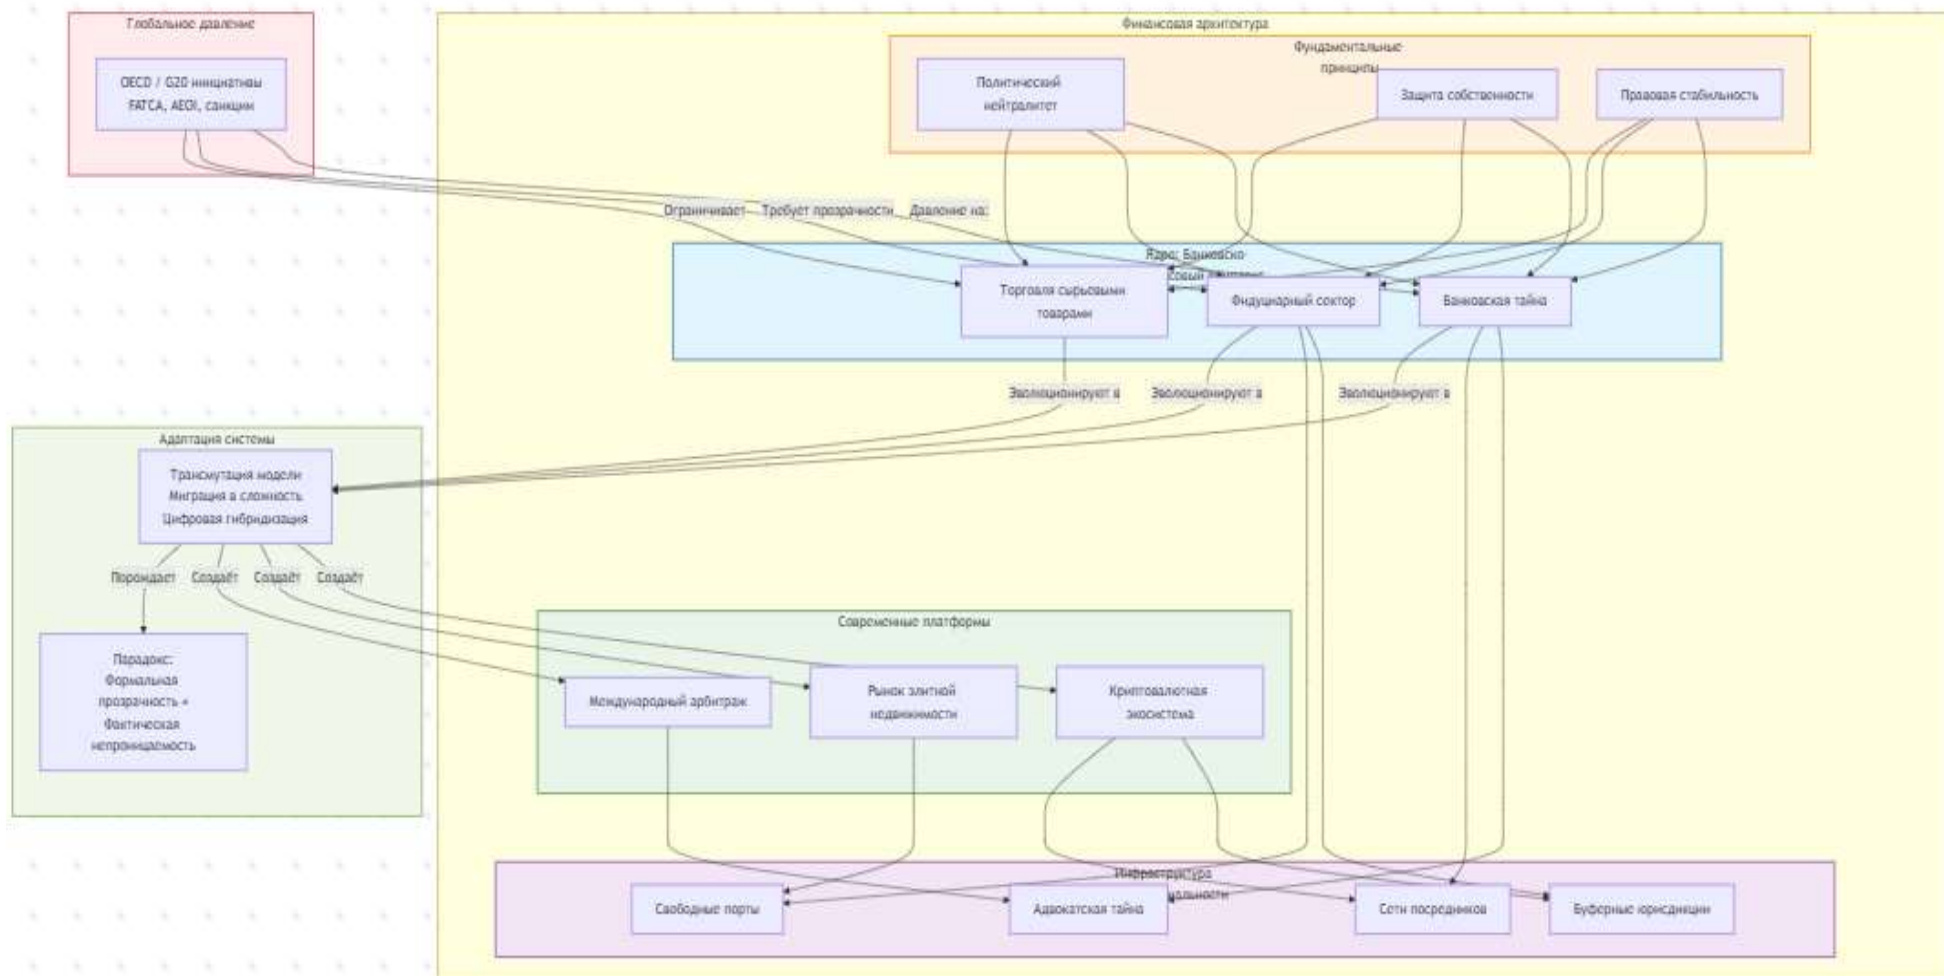 Глобальное давление
OECD / G20 инициативы
FATCA, AEOI, санкции
Финансовая архитектура
Фундаментальные
принципы
Политический
нейтралитет
Защита собственности
Правовая стабильность
Ограничивает
Требует прозрачности
Давление на:
Ядро: Банковско-
Торговля сырьевыми
товарами
Фидуциарный сектор
Банковская тайна
Эволюционируют в
Эволюционируют в
Эволюционируют в
Адаптация системы
Трансмутация модели
Миграция в сложность
Цифровая гибридизация
Порождает
Создаёт
Создаёт
Создаёт
Парадокс:
Формальная
прозрачность +
Фактическая
непроницаемость
Современные платформы
Международный арбитраж
Рынок элитной
недвижимости
Криптовалютная
экосистема
Инфраструктура
альности
Свободные порты
Адвокатская тайна
Сети посредников
Буферные юрисдикции